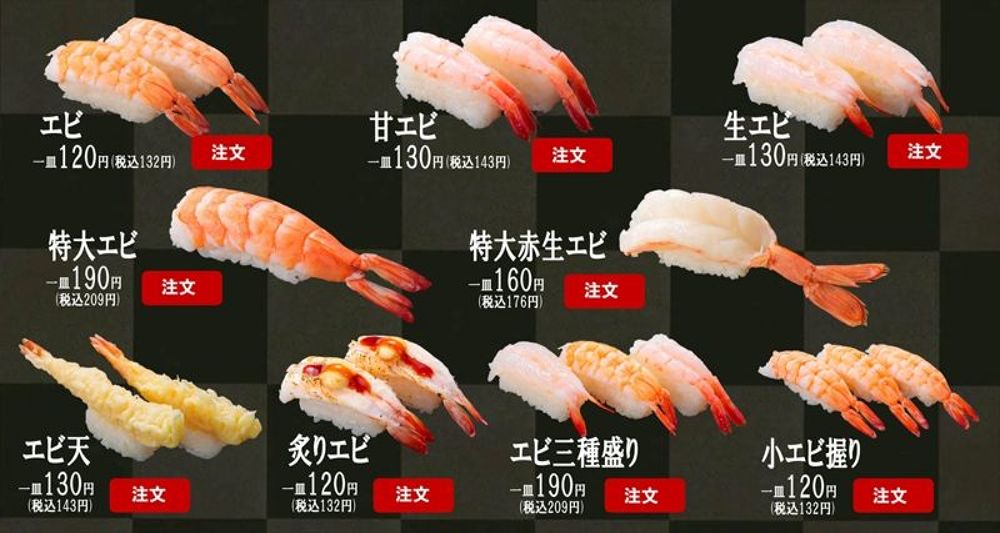 エビ
一皿120円(税込132円)
注文
甘エビ
一皿130円(税込143円)
注文
生エビ
一皿130円(税込143円)
注文
特大エビ
一皿190円
(税込209円)
注文
特大赤生エビ
一皿160円
(税込176円)
注文
エビ天
一皿130円
(税込143円)
注文
炙りエビ
一皿120円
(税込132円)
注文
エビ三種盛り
一皿190円
(税込209円)
注文
小エビ握り
一皿120円
(税込132円)
注文